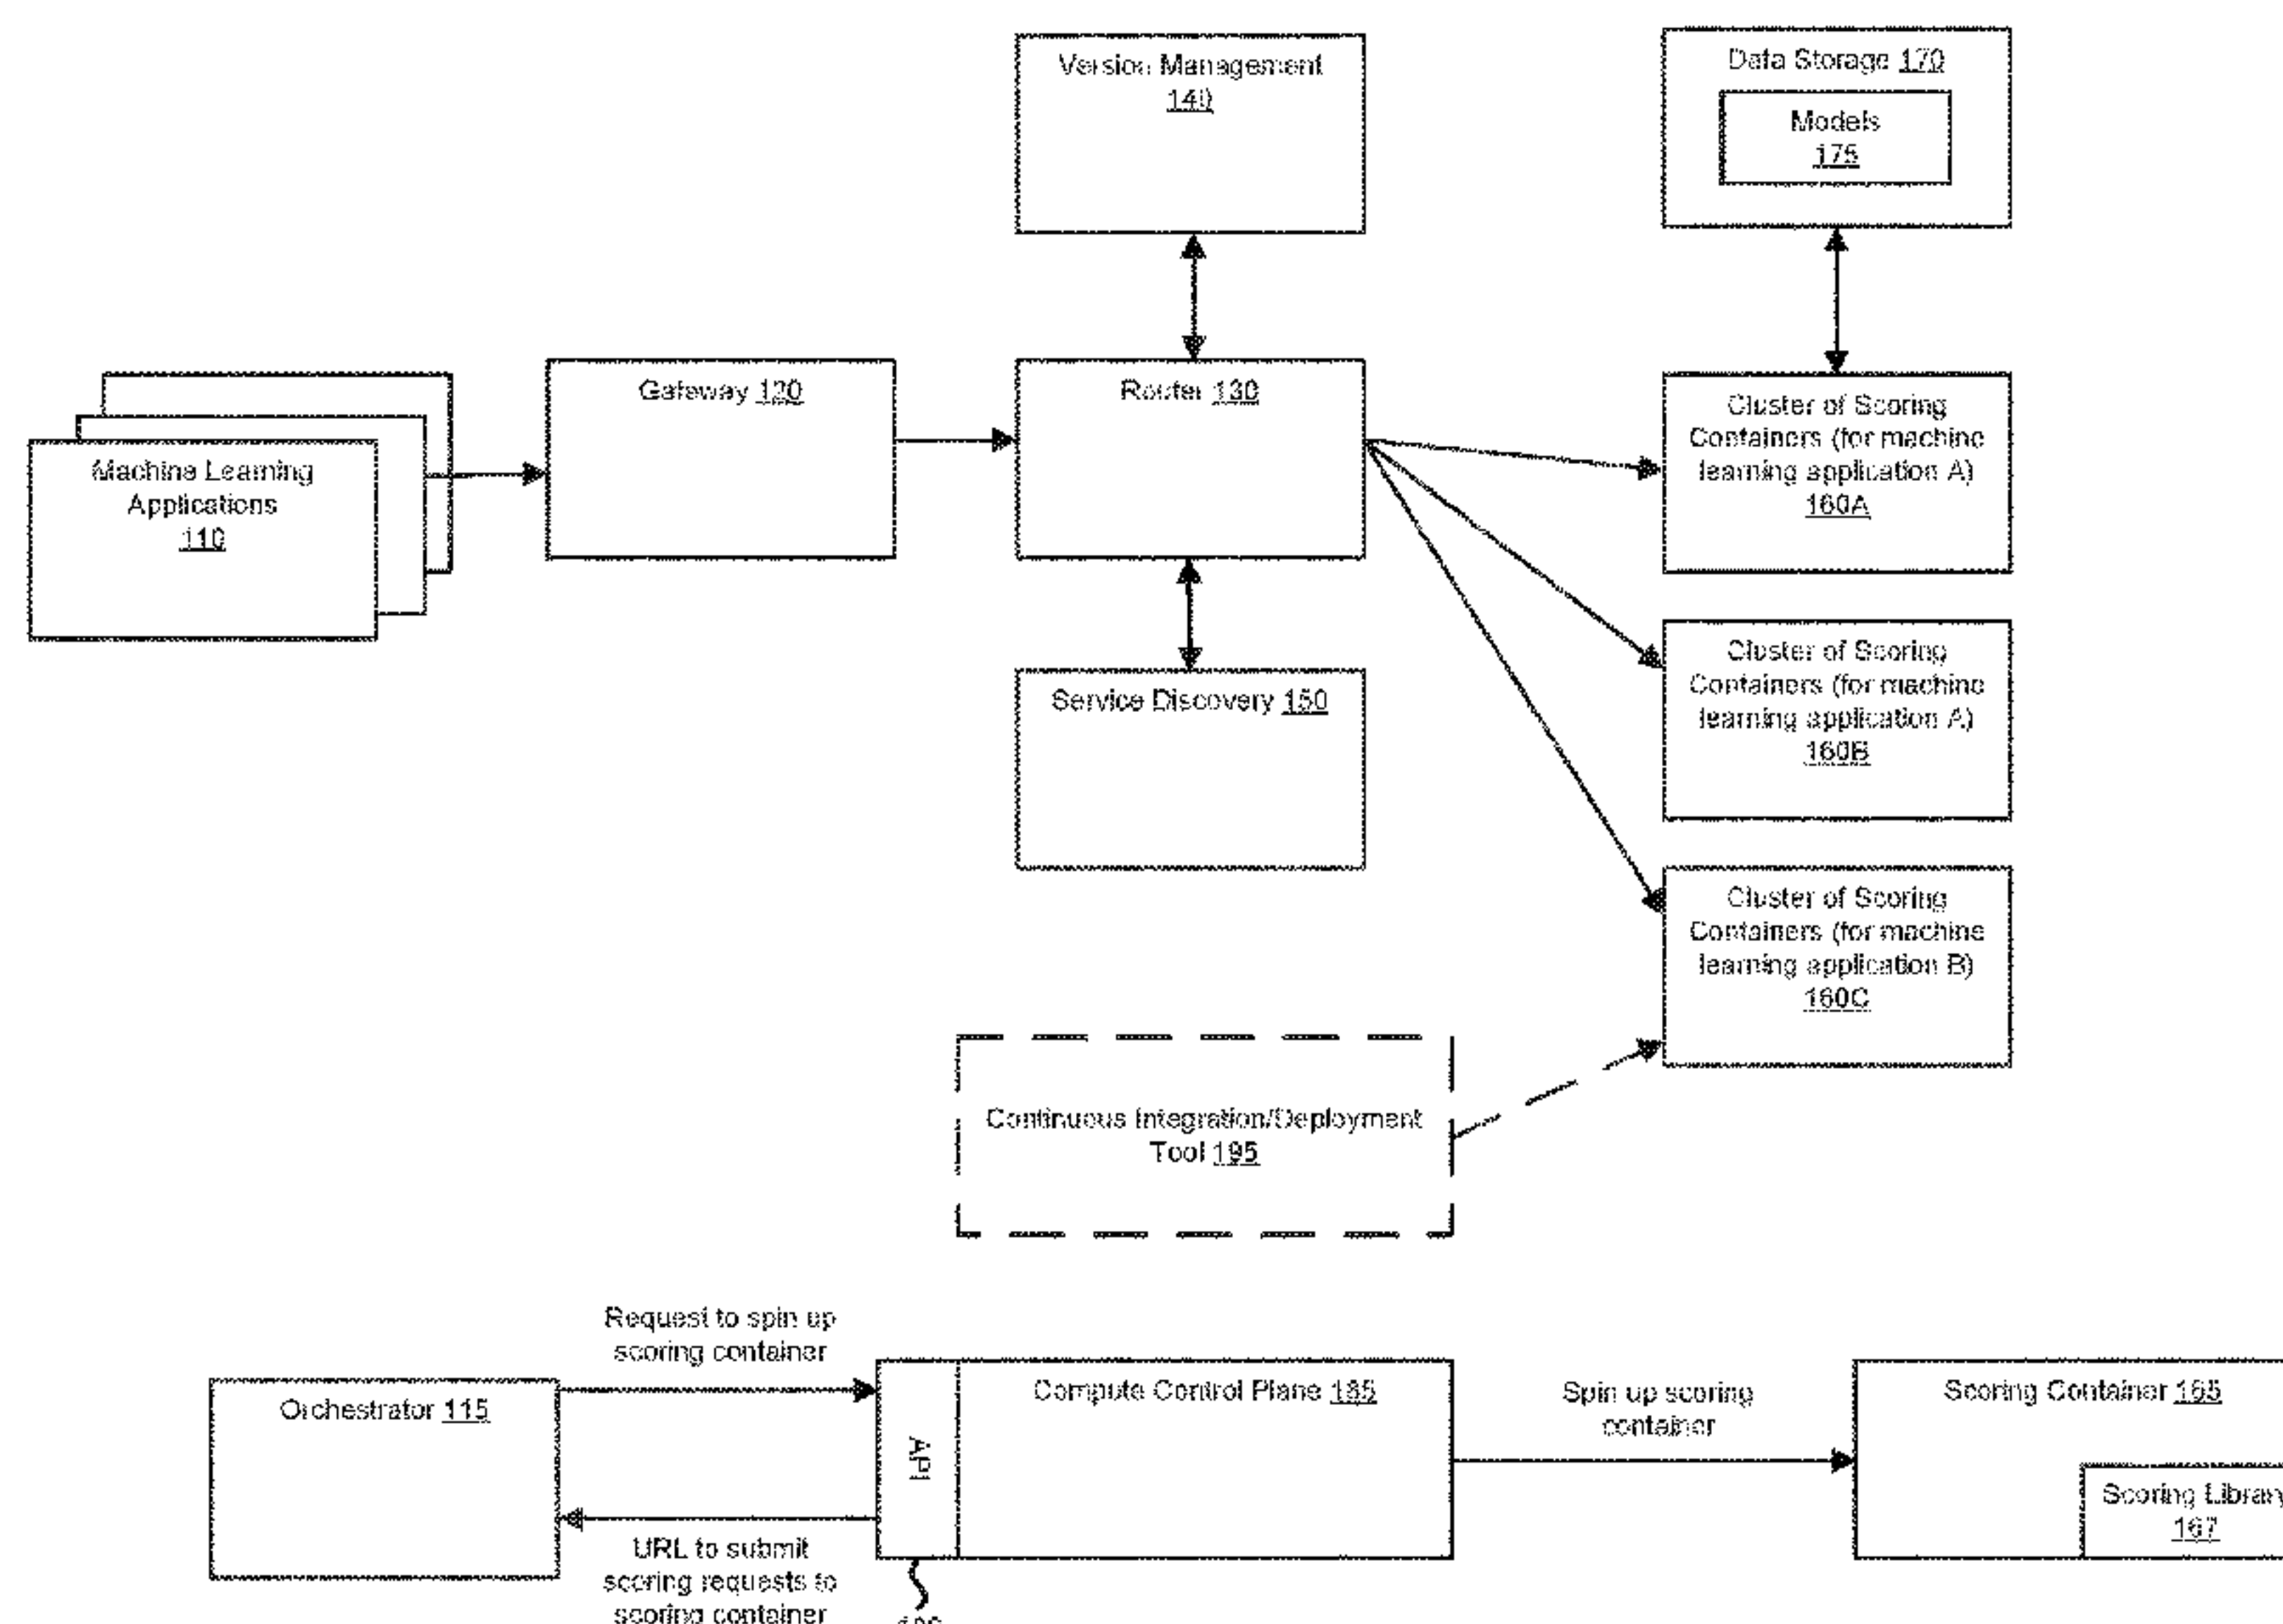 Version Management
140
Data Storage 170
Models
175
Machine Learning
Applications
110
Gateway 120
Router 130
Cluster of Scoring
Containers (for machine
learning application A)
160A
Service Discovery 150
Cluster of Scoring
Containers (for machine
learning application A)
160B
Cluster of Scoring
Containers (for machine
learning application B)
160C
Continuous Integration/Deployment
Tool 195
Request to spin up
scoring container
Orchestrator 115
API
Compute Control Plane 185
Spin up scoring
container
Scoring Container 165
Scoring Library
167
URL to submit
scoring requests to
scoring container